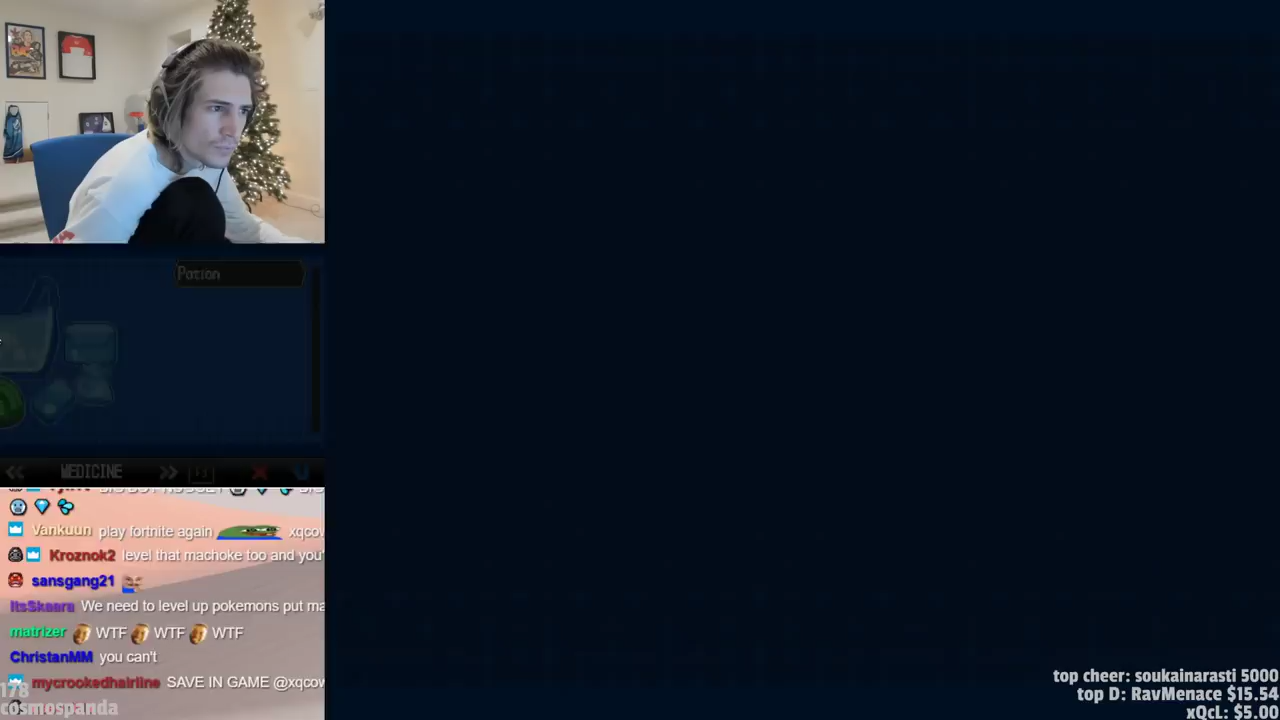 Potion
MEDICINE
Vankuun play fortnite again xqcow
Kroznok2 level that machoke too and you'
sansgang21
ItsSkaaru We need to level up pokemons put ma
matrizer WTF WTF WTF
ChristanMM you can't
mycrookedhairline SAVE IN GAME @xqcow
178
cosmospanda
top cheer: soukainarasti 5000
top D: RavMenace $15.54
xQcL: $5.00